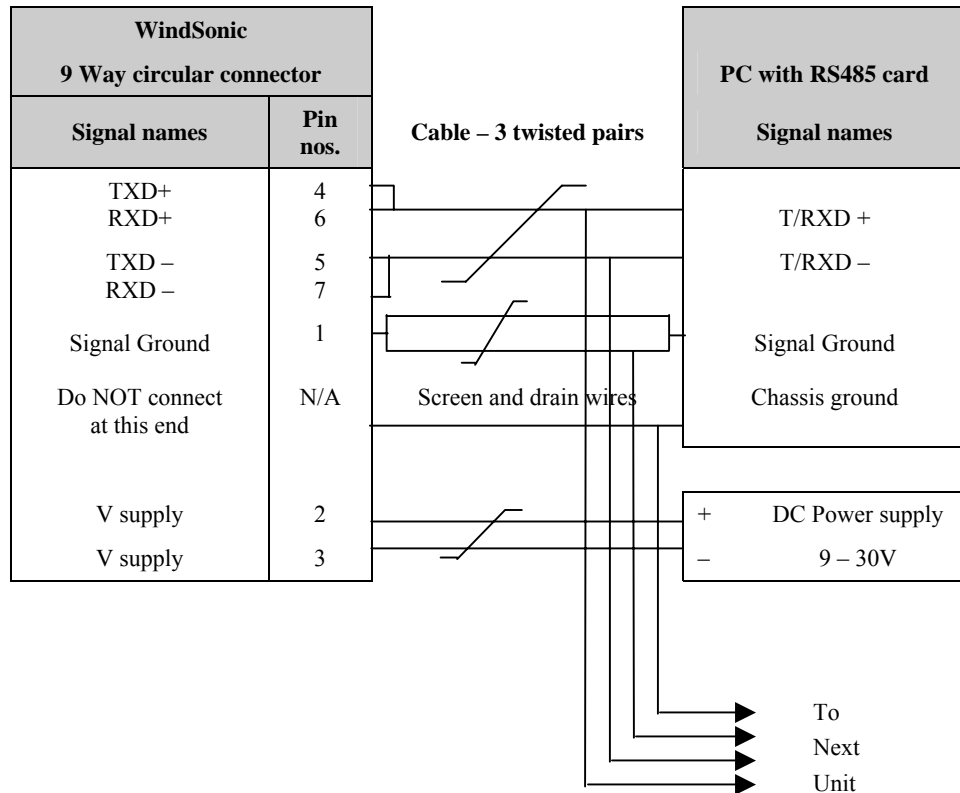 WindSonic
9 Way circular connector
PC with RS485 card
Signal names
Pin nos.
Cable – 3 twisted pairs
Signal names
TXD+ 4
RXD+ 6 T/RXD +
TXD – 5 T/RXD –
RXD – 7
Signal Ground 1 Signal Ground
Do NOT connect N/A Screen and drain wires Chassis ground
at this end
V supply 2 + DC Power supply
V supply 3 – 9 – 30V
To
Next
Unit